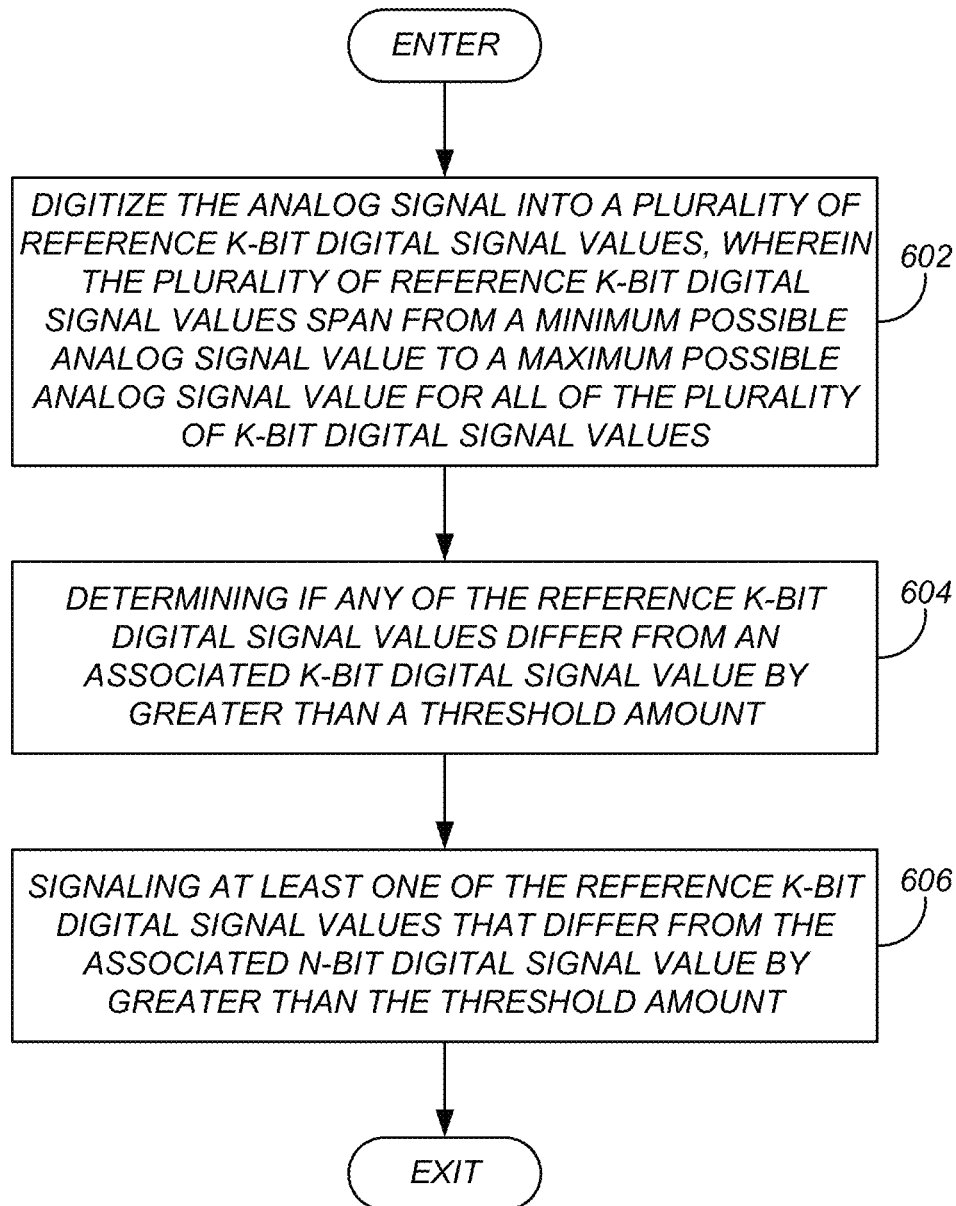 ENTER
DIGITIZE THE ANALOG SIGNAL INTO A PLURALITY OF
REFERENCE K-BIT DIGITAL SIGNAL VALUES, WHEREIN
THE PLURALITY OF REFERENCE K-BIT DIGITAL
SIGNAL VALUES SPAN FROM A MINIMUM POSSIBLE
ANALOG SIGNAL VALUE TO A MAXIMUM POSSIBLE
ANALOG SIGNAL VALUE FOR ALL OF THE PLURALITY
OF K-BIT DIGITAL SIGNAL VALUES
602
DETERMINING IF ANY OF THE REFERENCE K-BIT
DIGITAL SIGNAL VALUES DIFFER FROM AN
ASSOCIATED K-BIT DIGITAL SIGNAL VALUE BY
GREATER THAN A THRESHOLD AMOUNT
604
SIGNALING AT LEAST ONE OF THE REFERENCE K-BIT
DIGITAL SIGNAL VALUES THAT DIFFER FROM THE
ASSOCIATED N-BIT DIGITAL SIGNAL VALUE BY
GREATER THAN THE THRESHOLD AMOUNT
606
EXIT